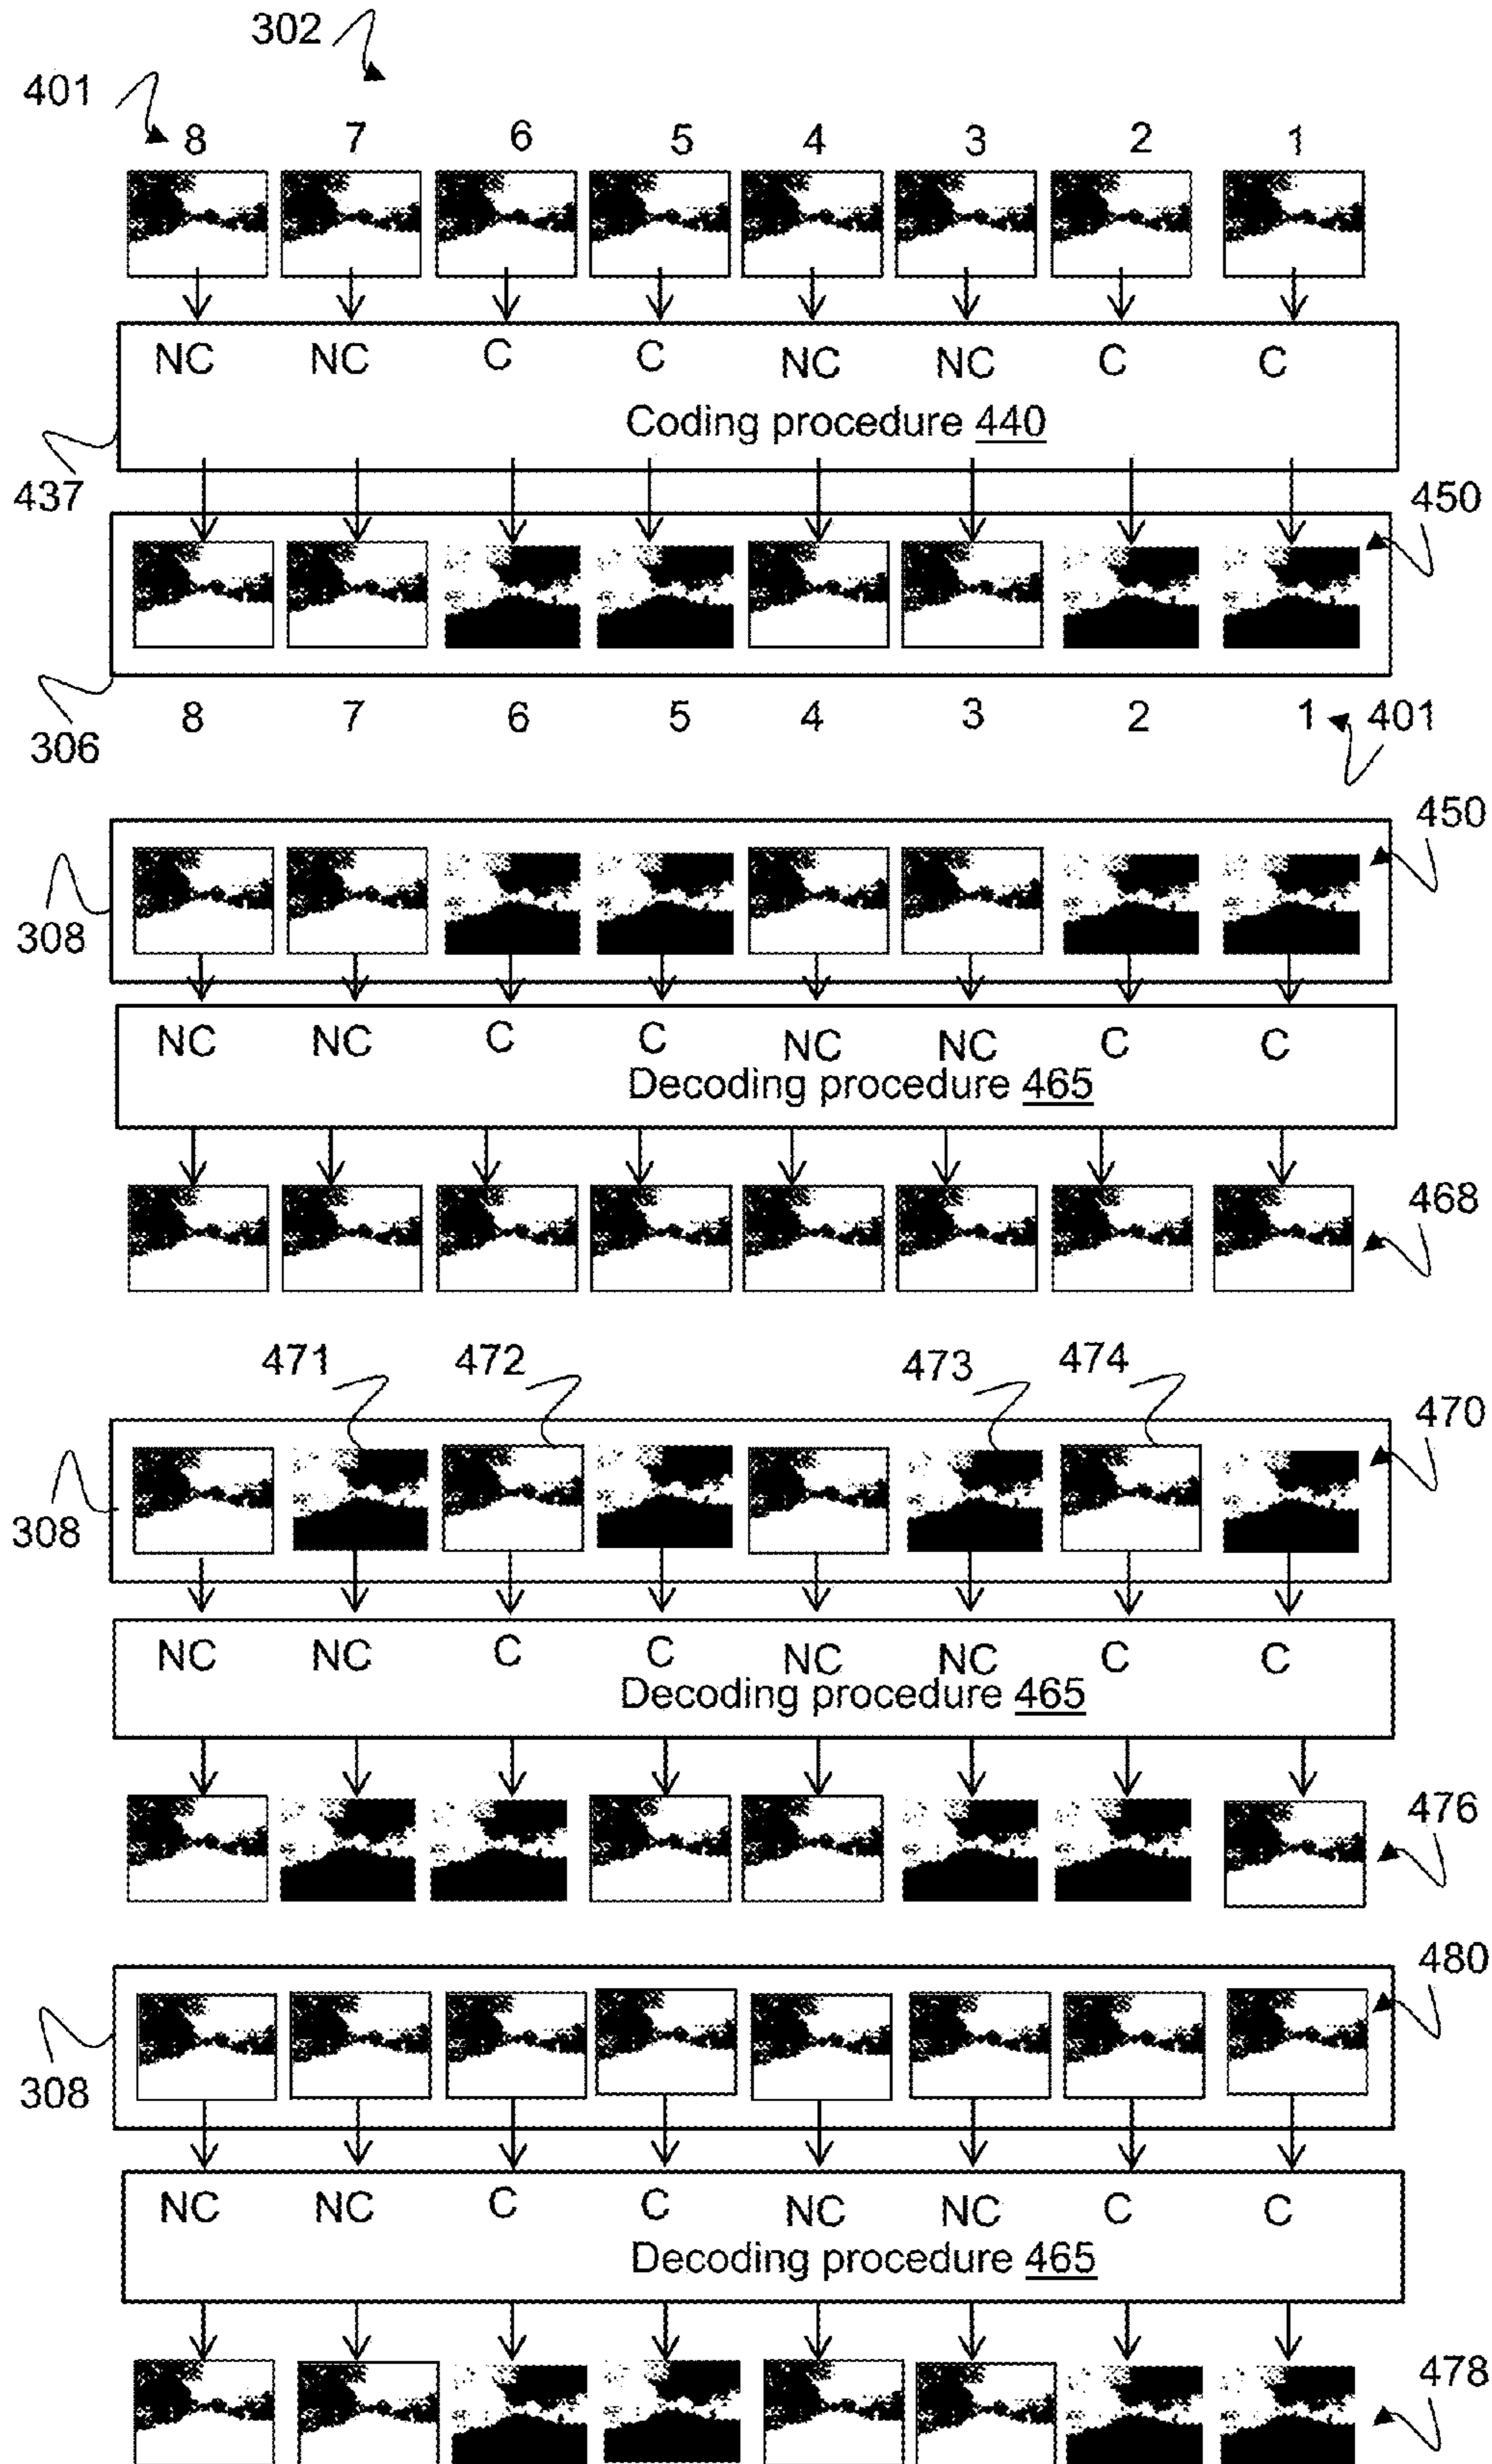 302
401
8 7 6 5 4 3 2 1
NC NC C C NC NC C C
Coding procedure 440
437
450
306
8 7 6 5 4 3 2 1 401
450
308
NC NC C C NC NC C C
Decoding procedure 465
468
471 472 473 474
470
308
NC NC C C NC NC C C
Decoding procedure 465
476
480
308
NC NC C C NC NC C C
Decoding procedure 465
478